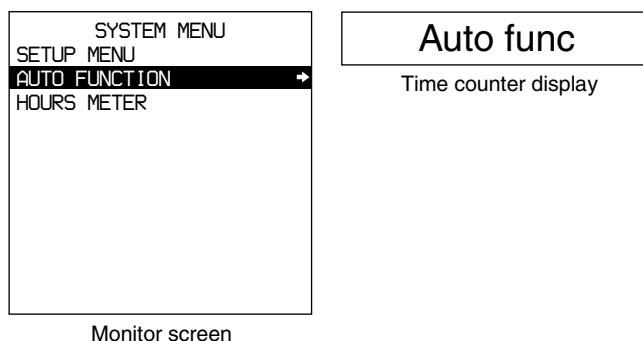 SYSTEM MENU
SETUP MENU
AUTO FUNCTION ➡
HOURS METER
Monitor screen
Auto func
Time counter display